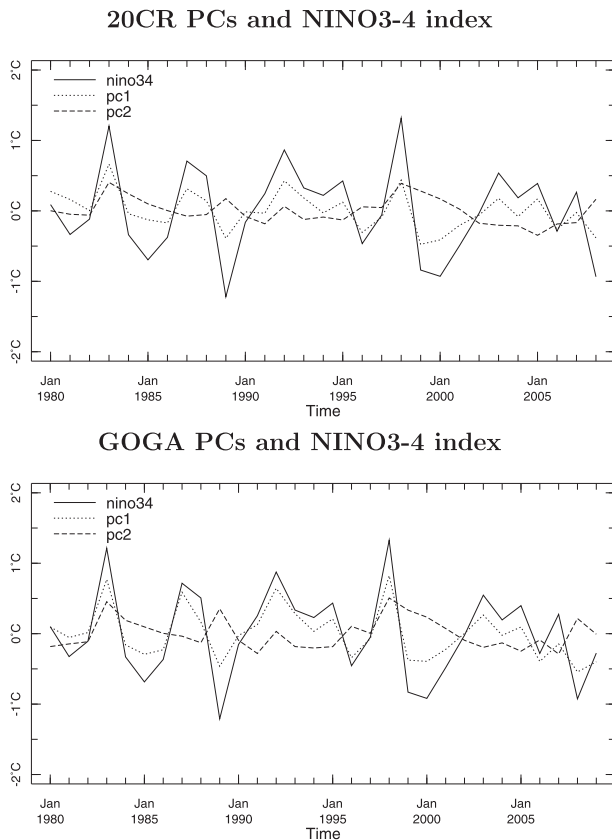 20CR PCs and NINO3-4 index
2°C
1°C
0°C
-1°C
-2°C
nino34
pc1
pc2
Jan Jan Jan Jan Jan Jan
1980 1985 1990 1995 2000 2005
Time
GOGA PCs and NINO3-4 index
2°C
1°C
0°C
-1°C
-2°C
nino34
pc1
pc2
Jan Jan Jan Jan Jan Jan
1980 1985 1990 1995 2000 2005
Time